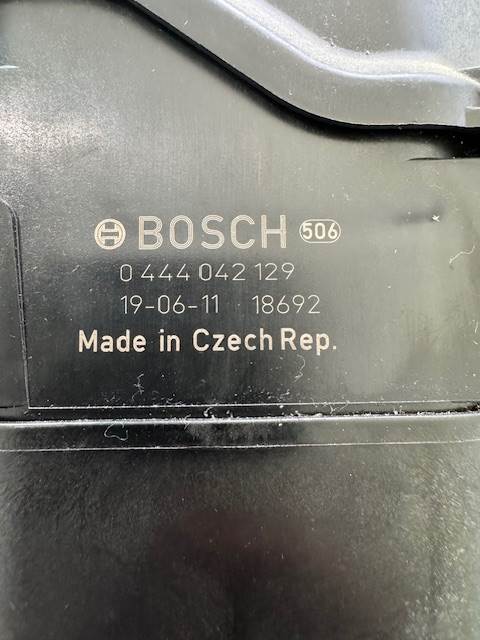 BOSCH 506
0 444 042 129
19-06-11 18692
Made in Czech Rep.